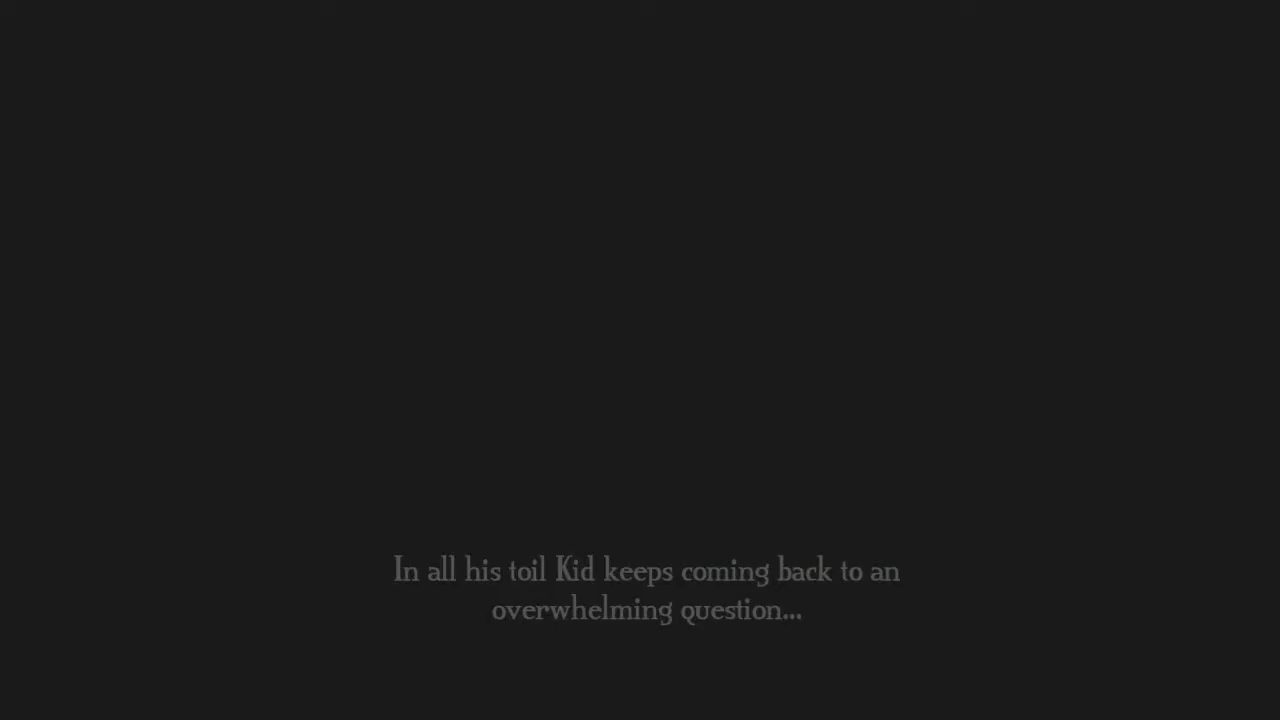 In all his toil Kid keeps coming back to an
overwhelming question...